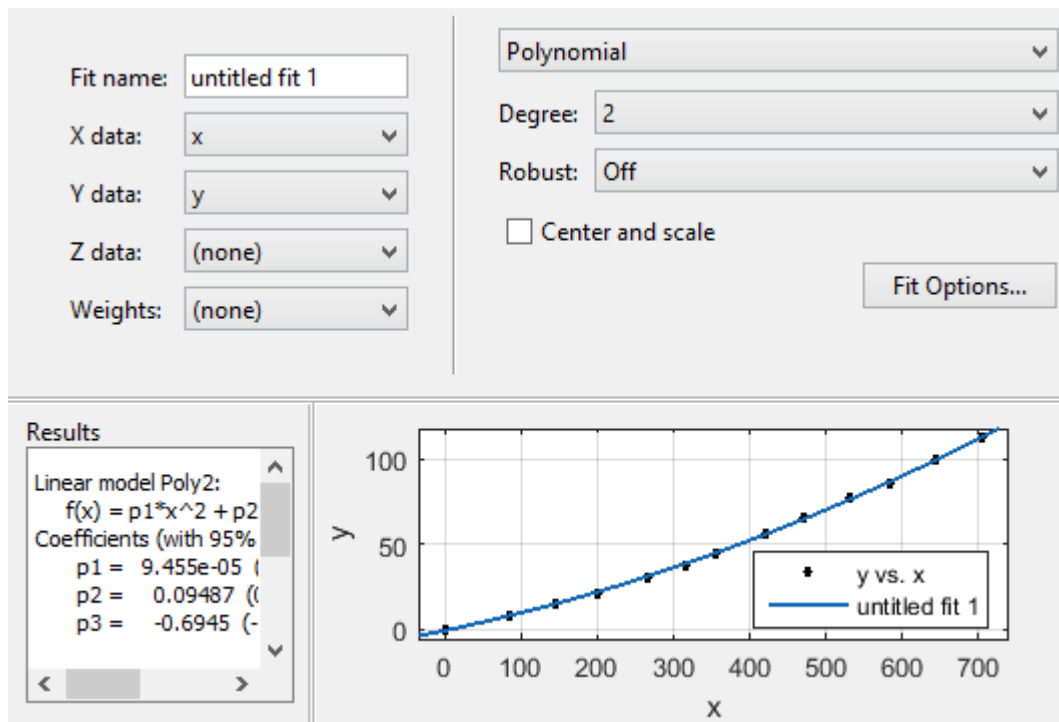 Fit name: untitled fit 1
X data: x
Y data: y
Z data: (none)
Weights: (none)
Polynomial
Degree: 2
Robust: Off
Center and scale
Fit Options...
Results
Linear model Poly2:
f(x) = p1*x^2 + p2
Coefficients (with 95%
p1 = 9.455e-05 (
p2 = 0.09487 (0
p3 = -0.6945 (-
100
50
0
y
0 100 200 300 400 500 600 700
x
y vs. x
untitled fit 1